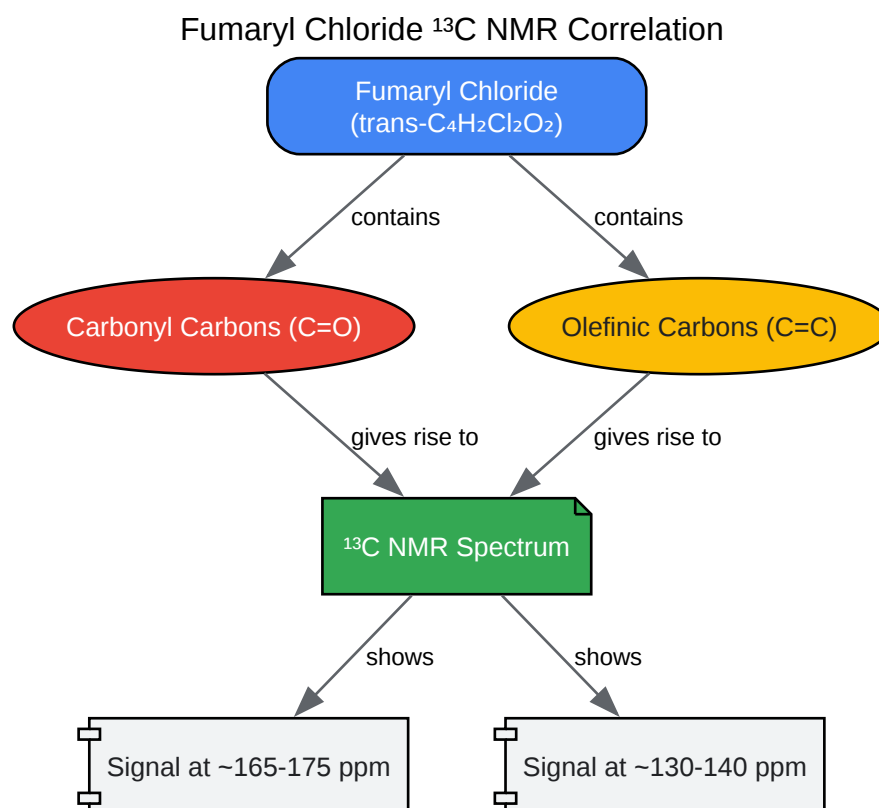 Fumaryl Chloride ¹³C NMR Correlation
Fumaryl Chloride
(trans-C₄H₂Cl₂O₂)
contains
contains
Carbonyl Carbons (C=O)
Olefinic Carbons (C=C)
gives rise to
gives rise to
¹³C NMR Spectrum
shows
shows
Signal at ~165-175 ppm
Signal at ~130-140 ppm